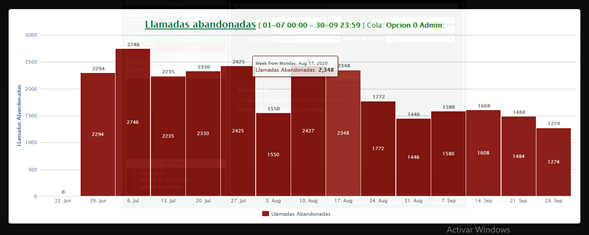 Llamadas abandonadas [ 01-07 00:00 - 30-09 23:59 ] Cola: Opcion 0 Admin;
3000
2500
2000
1500
1000
500
0
Llamadas Abandonadas
0
2294
2746
2235
2330
2425
1550
2348
1772
1446
1580
1608
1484
1274
Week from Monday, Aug 17, 2020
Llamadas Abandonadas: 2,348
2294
2746
2235
2330
2425
1550
2427
2348
1772
1446
1580
1608
1484
1274
22. Jun
29. Jun
6. Jul
13. Jul
20. Jul
27. Jul
3. Aug
10. Aug
17. Aug
24. Aug
31. Aug
7. Sep
14. Sep
21. Sep
28. Sep
Llamadas Abandonadas
Activar Windows